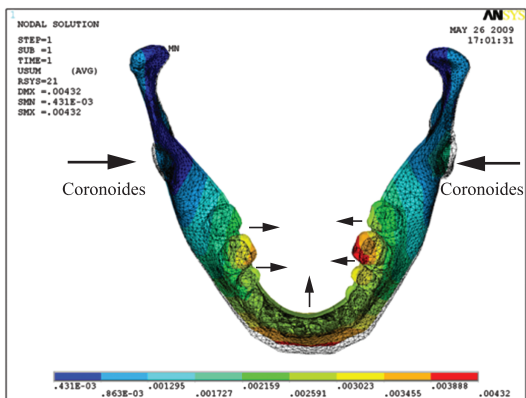 1
ANSYS
NODAL SOLUTION
MAY 26 2009
17:01:31
STEP=1
SUB =1
TIME=1
USUM (AVG)
RSYS=21
DMX =.00432
SMN =.431E-03
SMX =.00432
MN
Coronoides
Coronoides
.431E-03 .001295 .002159 .003023 .003888
.863E-03 .001727 .002591 .003455 .00432